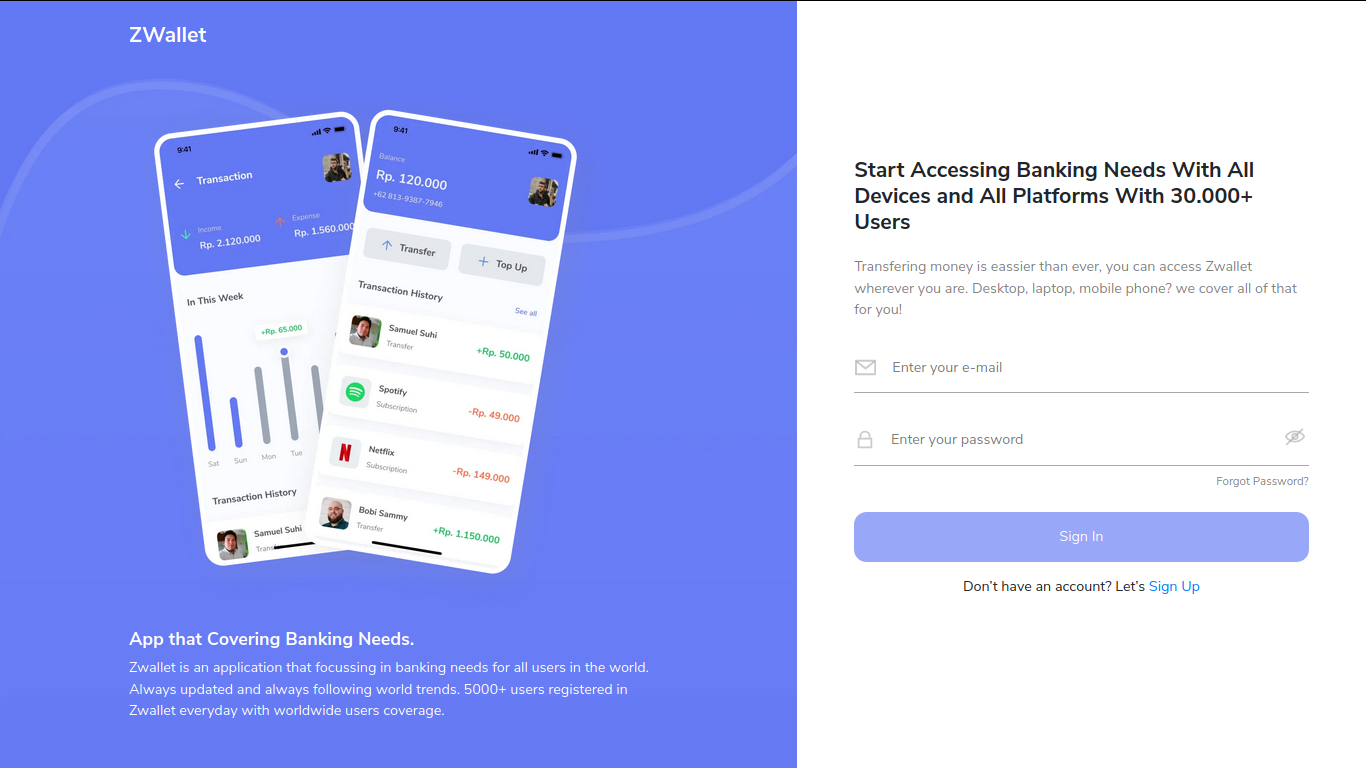 ZWallet
9:41
Transaction
Income
Rp. 2.120.000
Expense
Rp. 1.560.000
In This Week
+Rp. 65.000
Sat
Sun
Mon
Tue
Transaction History
Samuel Suhi
9:41
Balance
Rp. 120.000
+62 813-9387-7946
Transfer
Top Up
Transaction History
See all
Samuel Suhi
Transfer
+Rp. 50.000
Spotify
Subscription
-Rp. 49.000
N
Netflix
Subscription
-Rp. 149.000
Bobi Sammy
Transfer
+Rp. 1.150.000
App that Covering Banking Needs.
Zwallet is an application that focussing in banking needs for all users in the world.
Always updated and always following world trends. 5000+ users registered in
Zwallet everyday with worldwide users coverage.
Start Accessing Banking Needs With All
Devices and All Platforms With 30.000+
Users
Transfering money is eassier than ever, you can access Zwallet
wherever you are. Desktop, laptop, mobile phone? we cover all of that
for you!
Enter your e-mail
Enter your password
Forgot Password?
Sign In
Don't have an account? Let's Sign Up